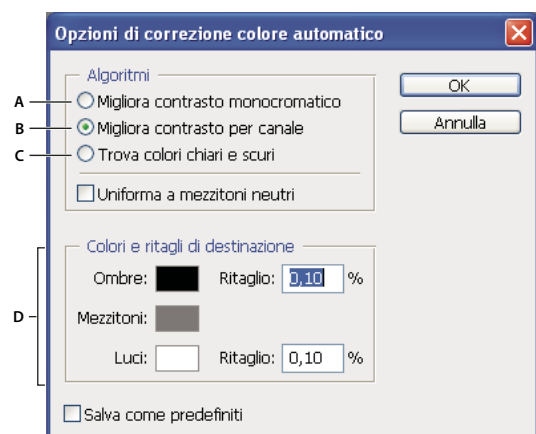 Opzioni di correzione colore automatico
Algoritmi
A Migliora contrasto monocromatico
B Migliora contrasto per canale
C Trova colori chiari e scuri
Uniforma a mezzitoni neutri
OK
Annulla
D
Colori e ritagli di destinazione
Ombre: Ritaglio: 0,10 %
Mezzitoni:
Luci: Ritaglio: 0,10 %
Salva come predefiniti